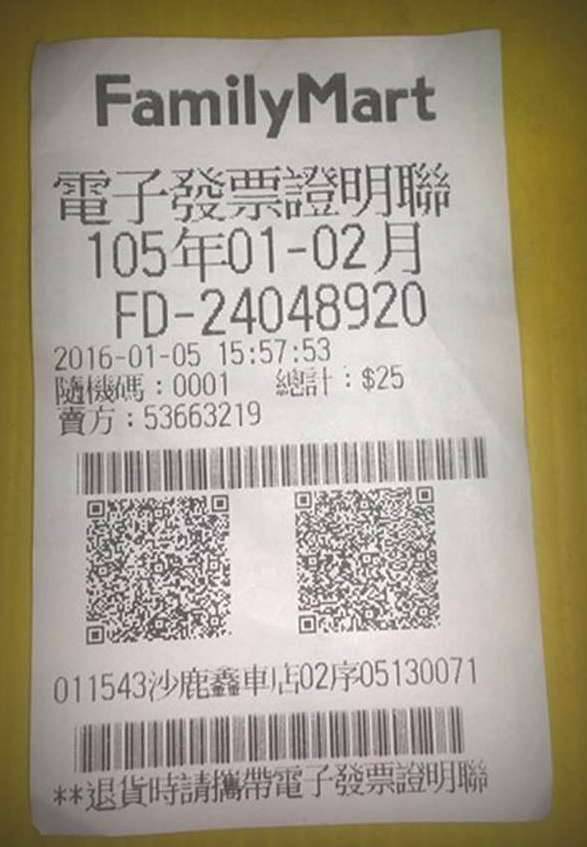 FamilyMart
電子發票證明聯
105年01-02月
FD-24048920
2016-01-05 15:57:53
隨機碼：0001 總計：$25
賣方：53663219
011543沙鹿鑫車店02序05130071
**退貨時請攜帶電子發票證明聯